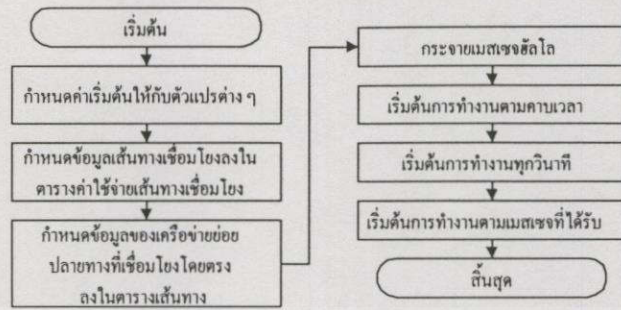 เริ่มต้น
กำหนดค่าเริ่มต้นให้กับตัวแปรต่าง ๆ
กำหนดข้อมูลเส้นทางเชื่อมโยงลงใน
ตารางค่าใช้จ่ายเส้นทางเชื่อมโยง
กำหนดข้อมูลของเครือข่ายย่อย
ปลายทางที่เชื่อมโยงโดยตรง
ลงในตารางเส้นทาง
กระจายเมสเซจฮัลโล
เริ่มต้นการทำงานตามคาบเวลา
เริ่มต้นการทำงานทุกวินาที
เริ่มต้นการทำงานตามเมสเซจที่ได้รับ
สิ้นสุด